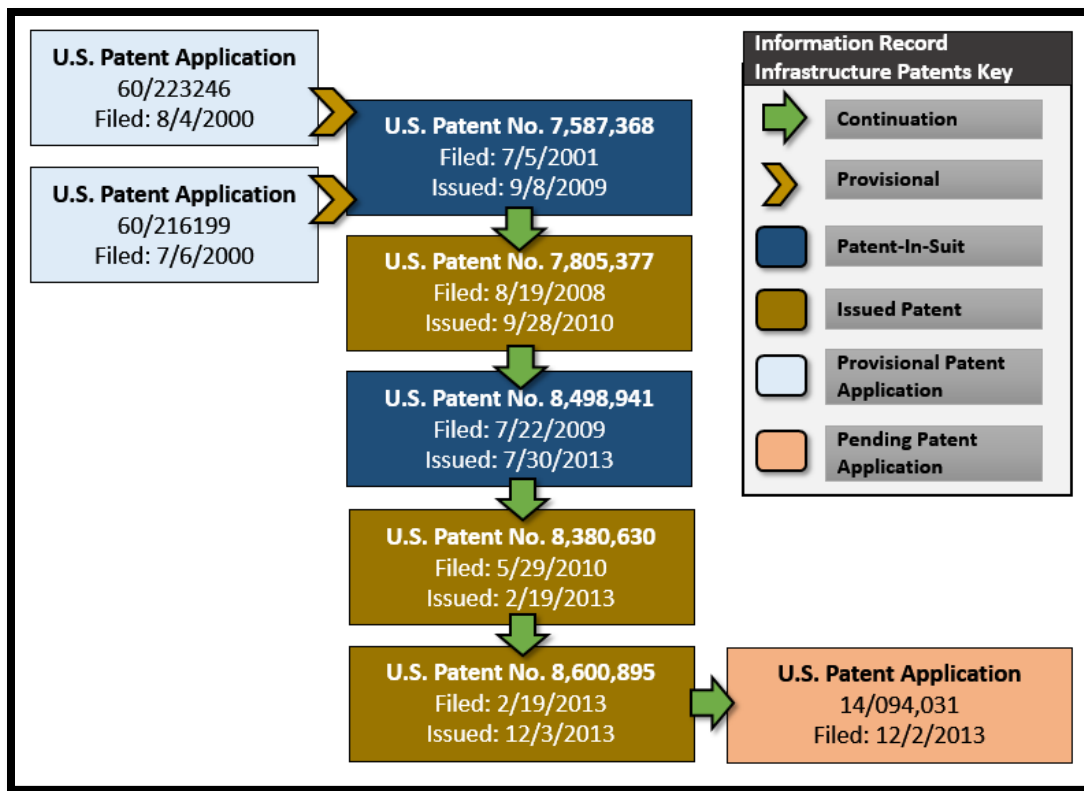 U.S. Patent Application
60/223246
Filed: 8/4/2000
U.S. Patent Application
60/216199
Filed: 7/6/2000
U.S. Patent No. 7,587,368
Filed: 7/5/2001
Issued: 9/8/2009
U.S. Patent No. 7,805,377
Filed: 8/19/2008
Issued: 9/28/2010
U.S. Patent No. 8,498,941
Filed: 7/22/2009
Issued: 7/30/2013
U.S. Patent No. 8,380,630
Filed: 5/29/2010
Issued: 2/19/2013
U.S. Patent No. 8,600,895
Filed: 2/19/2013
Issued: 12/3/2013
U.S. Patent Application
14/094,031
Filed: 12/2/2013
Information Record
Infrastructure Patents Key
Continuation
Provisional
Patent-In-Suit
Issued Patent
Provisional Patent
Application
Pending Patent
Application